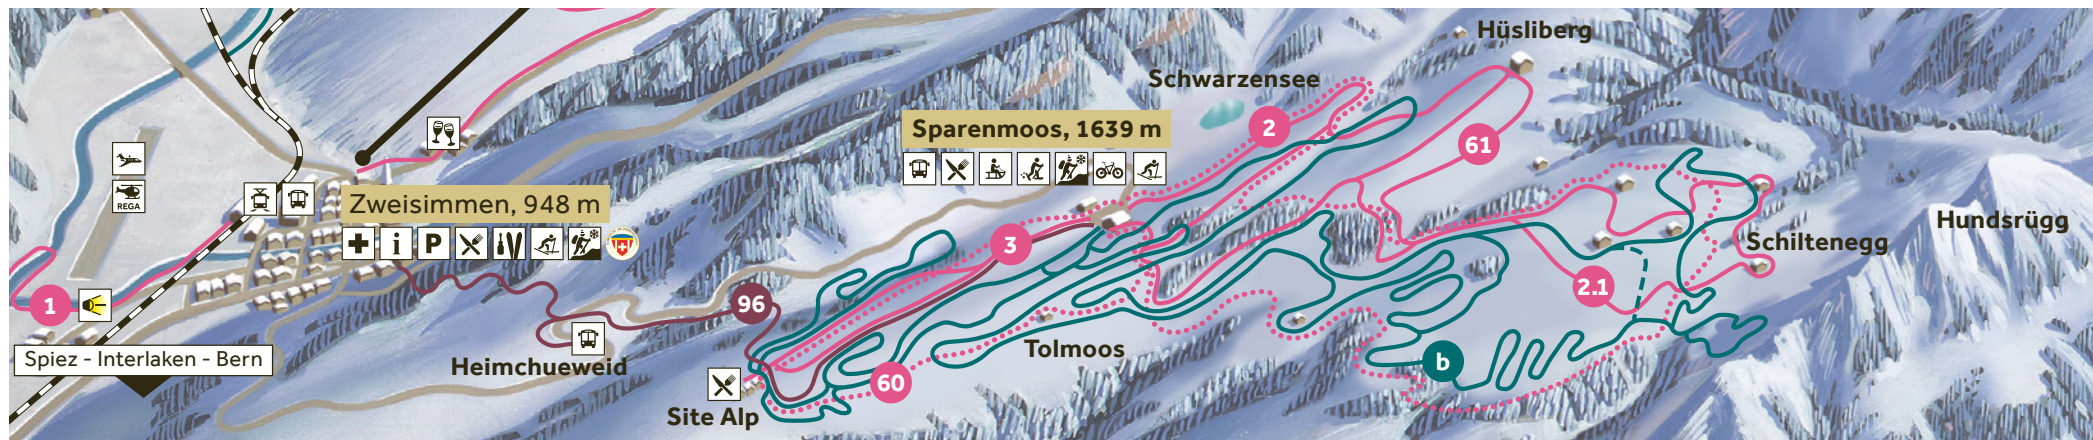 Hüsliberg
Schwarzensee
Sparenmoos, 1639 m
2
61
REGA
Zweisimmen, 948 m
i
P
Hundsrügg
Schiltenegg
3
1
96
2.1
Spiez - Interlaken - Bern
Heimchueweid
Tolmoos
b
60
Site Alp